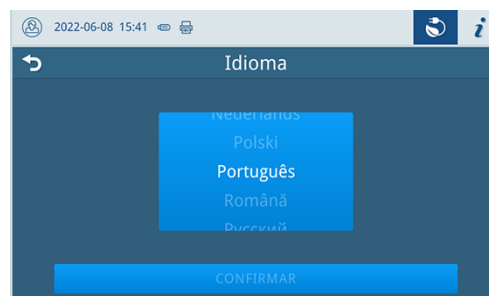 2022-06-08 15:41
i
Idioma
Nederlands
Polski
Português
Română
Русский
CONFIRMAR